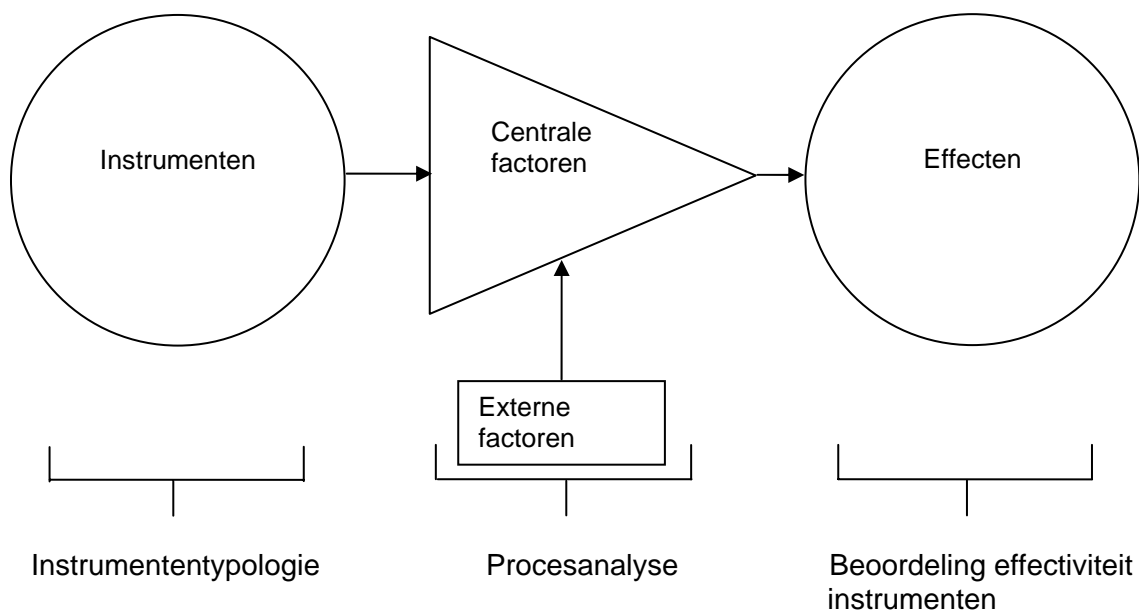 Instrumenten
Centrale
factoren
Effecten
Externe
factoren
Instrumententypologie
Procesanalyse
Beoordeling effectiviteit
instrumenten